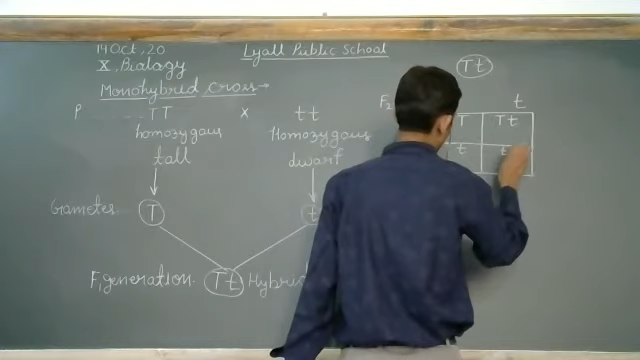 14 Oct, 20
Lyall Public School
X, Biology
Monohybrid cross →
P ...... TT X tt
homozygous Homozygous
tall dwarf
Gametes. T t
F1 generation. Tt Hybrid
Tt
F2
t
T Tt
t t